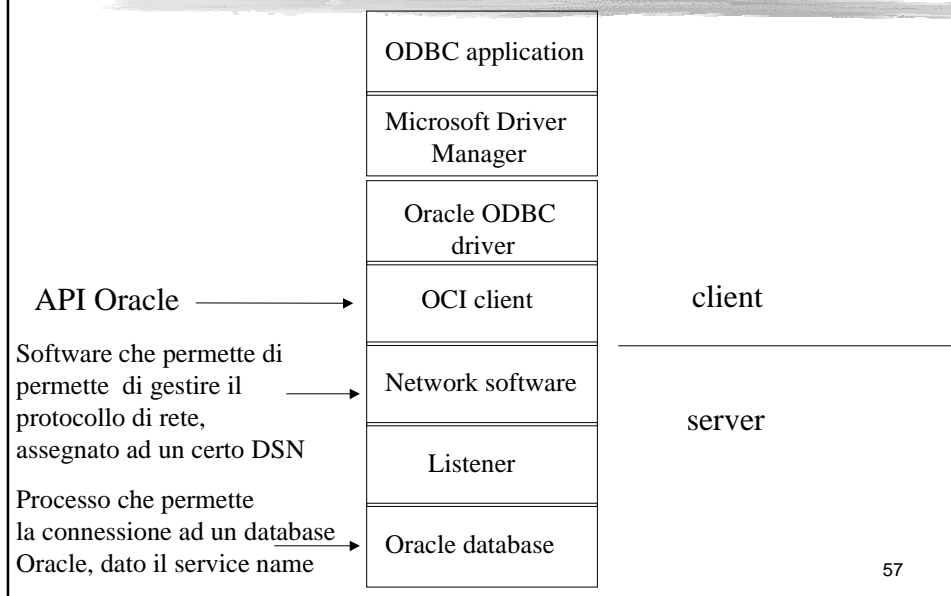 ODBC application
Microsoft Driver
Manager
Oracle ODBC
driver
API Oracle
OCI client
client
Software che permette di
permette di gestire il
protocollo di rete,
assegnato ad un certo DSN
Network software
server
Listener
Processo che permette
la connessione ad un database
Oracle, dato il service name
Oracle database
57